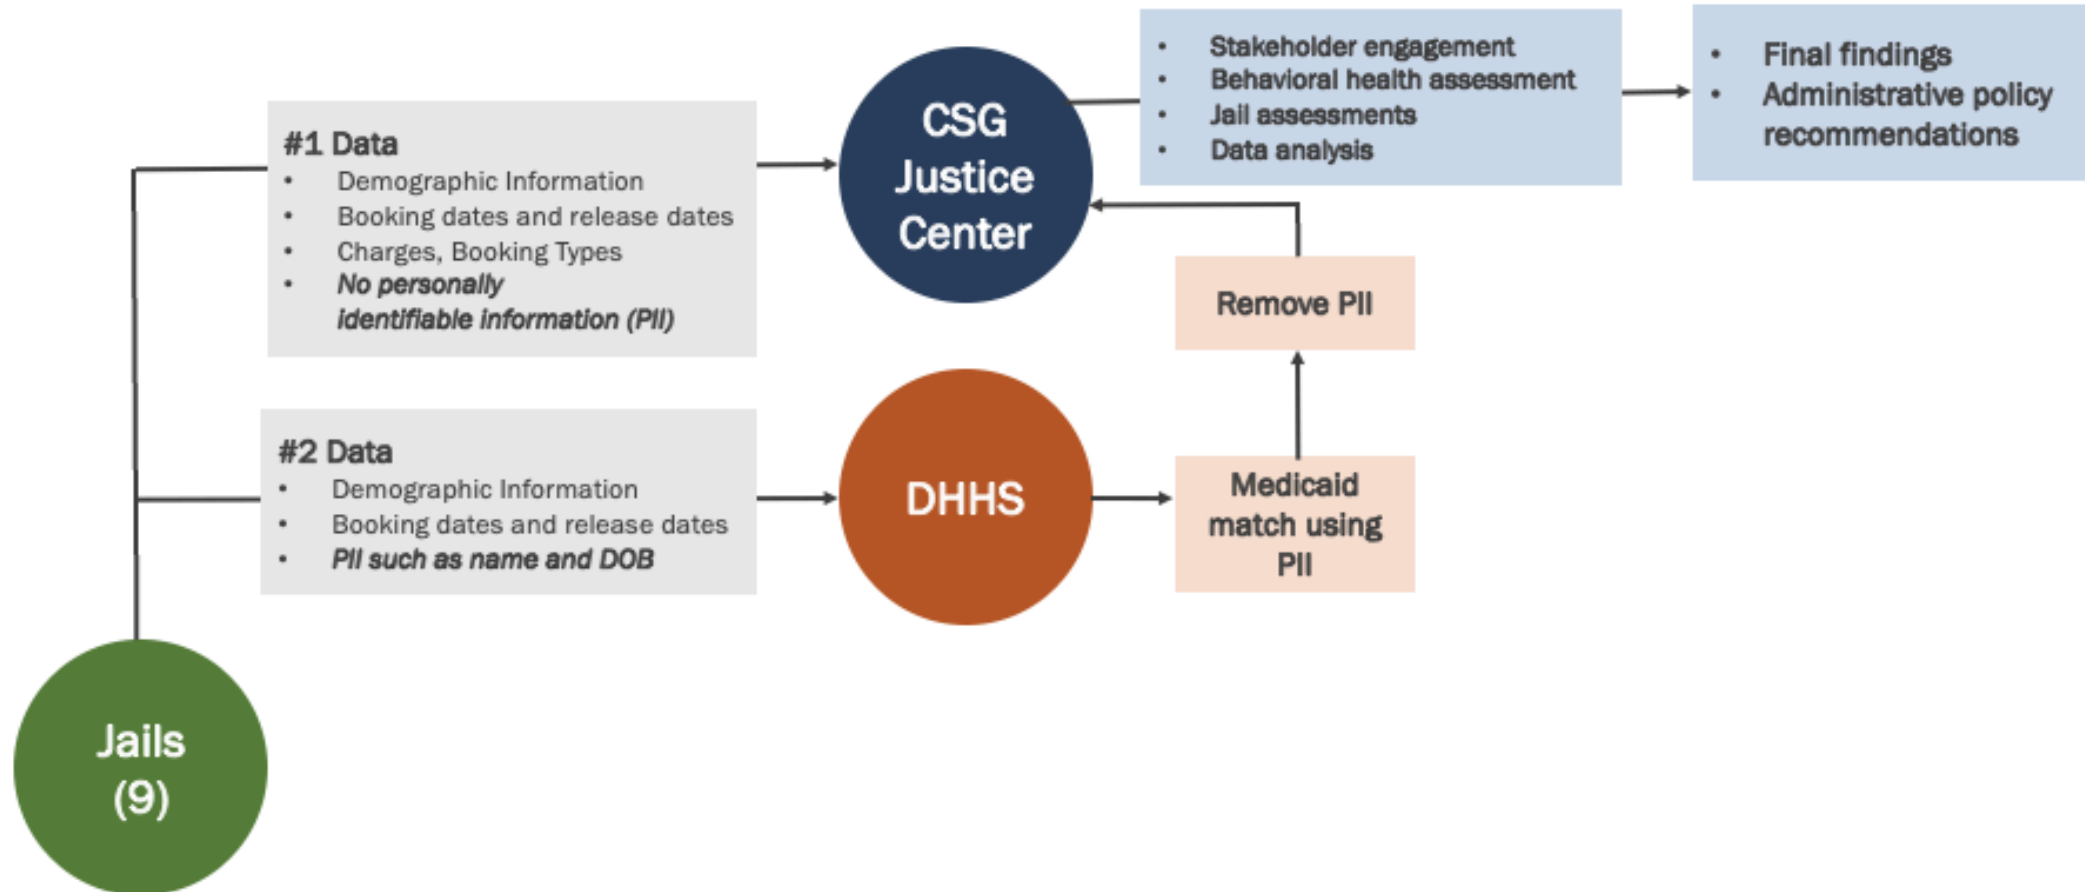 #1 Data
• Demographic Information
• Booking dates and release dates
• Charges, Booking Types
• No personally
identifiable information (PII)
#2 Data
• Demographic Information
• Booking dates and release dates
• PII such as name and DOB
Jails
(9)
CSG
Justice
Center
DHHS
• Stakeholder engagement
• Behavioral health assessment
• Jail assessments
• Data analysis
• Final findings
• Administrative policy
recommendations
Remove PII
Medicaid
match using
PII